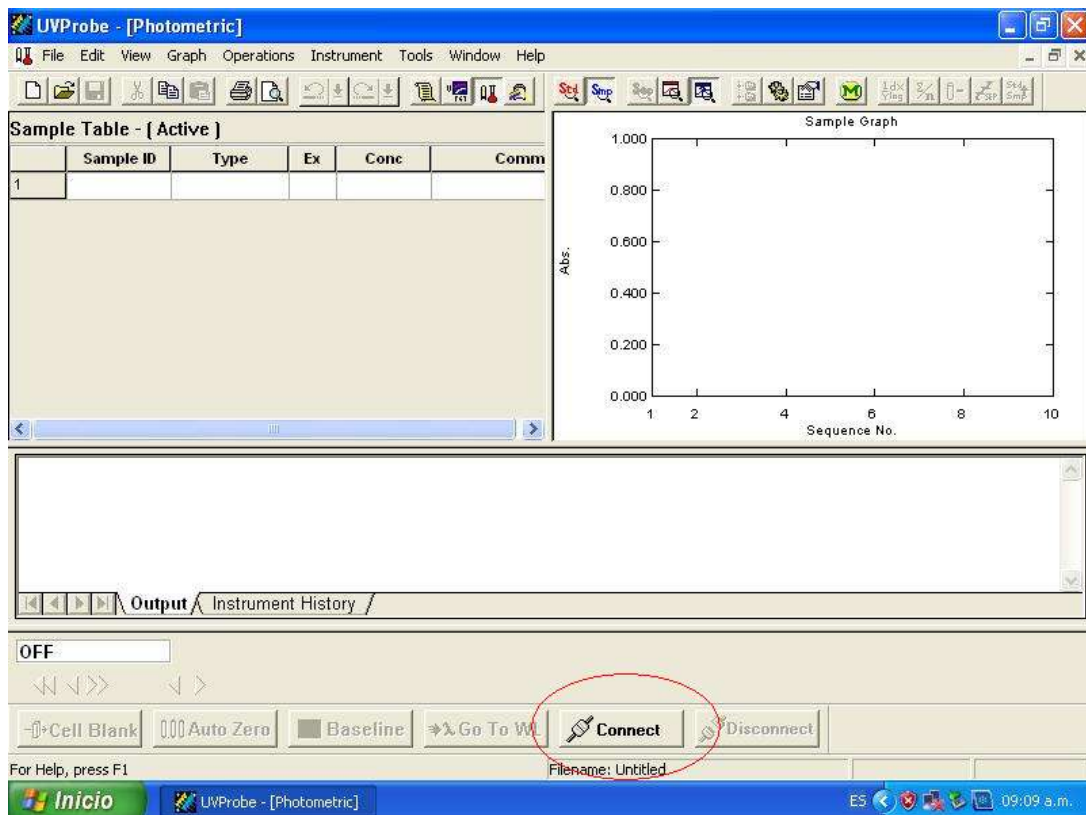 UVProbe - [Photometric]
File Edit View Graph Operations Instrument Tools Window Help
Std Smp M
Sample Table - ( Active )
Sample ID Type Ex Conc Comm
1
Sample Graph
Abs.
1.000
0.800
0.600
0.400
0.200
0.000
1 2 4 6 8 10
Sequence No.
Output Instrument History
OFF
Cell Blank Auto Zero Baseline Go To WL Connect Disconnect
For Help, press F1 Filename: Untitled
Inicio UVProbe - [Photometric] ES 09:09 a.m.